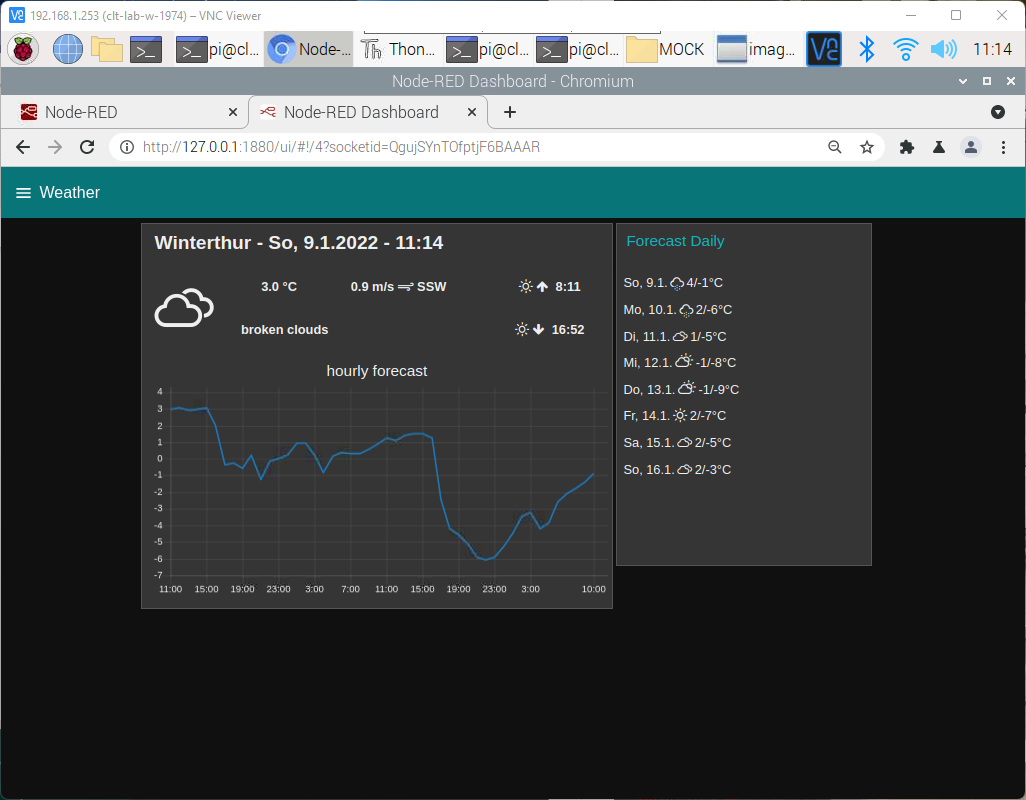 192.168.1.253 (clt-lab-w-1974) – VNC Viewer
pi@cl... Node-... Thon... pi@cl... pi@cl... MOCK imag... 11:14
Node-RED Dashboard - Chromium
Node-RED Node-RED Dashboard
http://127.0.0.1:1880/ui/#!/4?socketid=QgujSYnTOfptjF6BAAAR
Weather
Winterthur - So, 9.1.2022 - 11:14
3.0 °C 0.9 m/s SSW 8:11
broken clouds 16:52
hourly forecast
4
3
2
1
0
-1
-2
-3
-4
-5
-6
-7
11:00 15:00 19:00 23:00 3:00 7:00 11:00 15:00 19:00 23:00 3:00 10:00
Forecast Daily
So, 9.1. 4/-1°C
Mo, 10.1. 2/-6°C
Di, 11.1. 1/-5°C
Mi, 12.1. -1/-8°C
Do, 13.1. -1/-9°C
Fr, 14.1. 2/-7°C
Sa, 15.1. 2/-5°C
So, 16.1. 2/-3°C